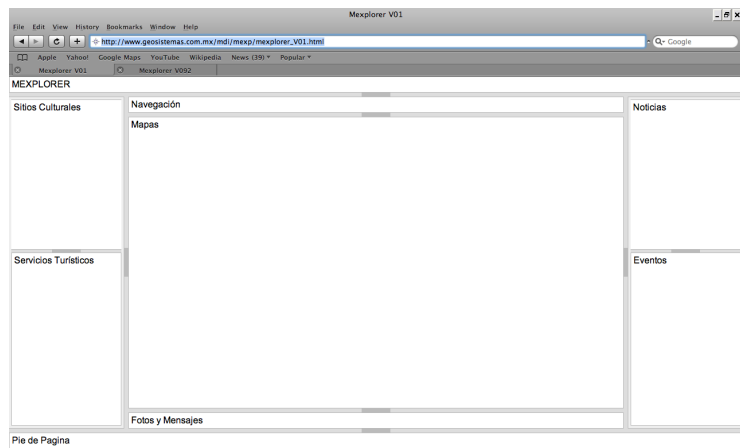 Mexplorer V01
File Edit View History Bookmarks Window Help
http://www.geosistemas.com.mx/mdi/mexp/mexplorer_V01.html
Google
Apple Yahoo! Google Maps YouTube Wikipedia News (39) Popular
Mexplorer V01 Mexplorer V092
MEXPLORER
Sitios Culturales
Navegación
Noticias
Mapas
Servicios Turísticos
Eventos
Fotos y Mensajes
Pie de Pagina